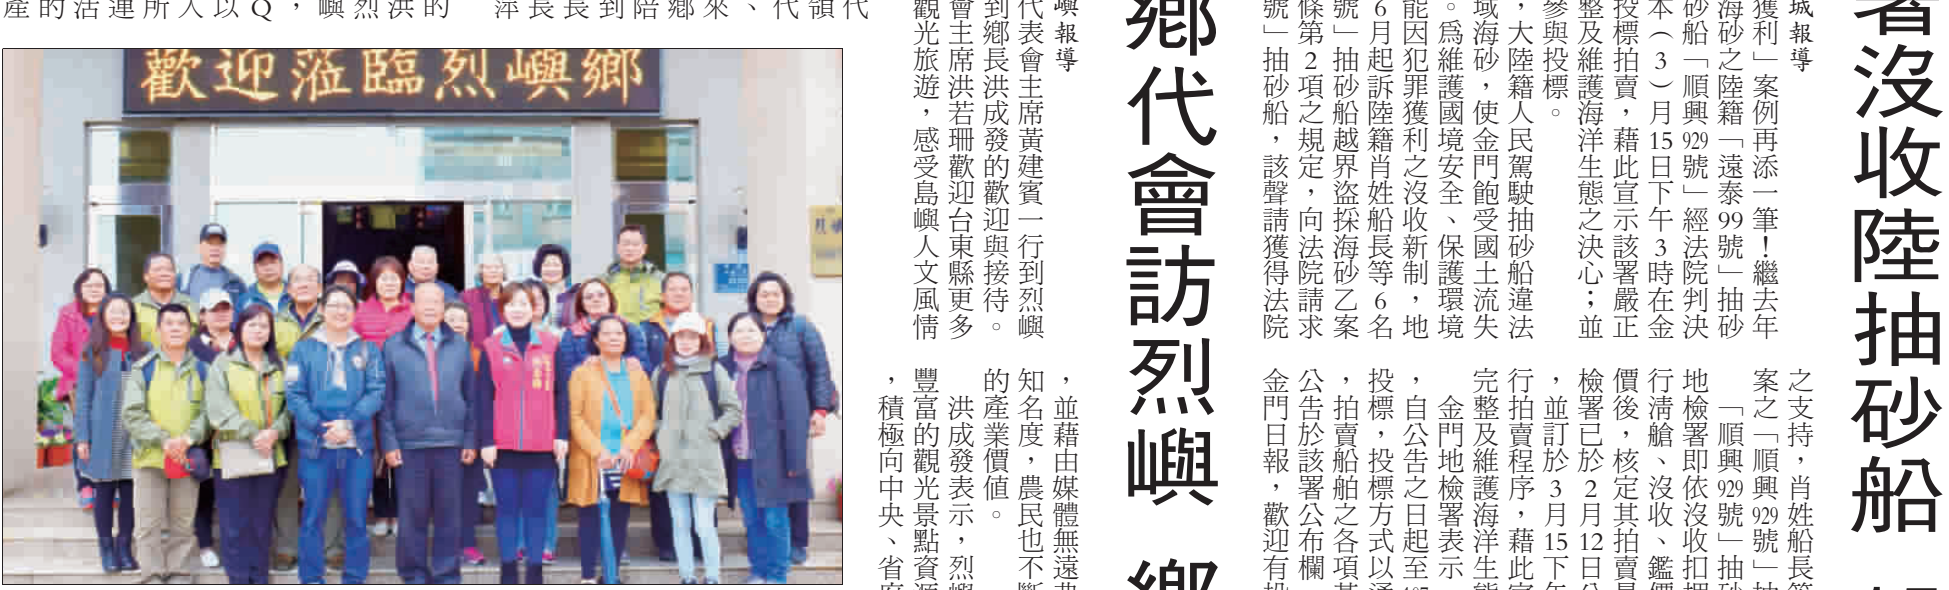 署沒收陸抽砂船
城報導
獲利」案例再添一筆!繼去年
海砂之陸籍「遠泰99號」抽砂
砂船「順興929號」經法院判決
本(3)月15日下午3時在金
投標拍賣,藉此宣示該署嚴正
整及維護海洋生態之決心;並
參與投標。
,大陸籍人民駕駛抽砂船違法
域海砂,使金門飽受國土流失
。為維護國境安全、保護環境
能因犯罪獲利之沒收新制,地
6月起訴陸籍肖姓船長等6名
號」抽砂船越界盜採海砂乙案
條第2項之規定,向法院請求
號」抽砂船,該聲請獲得法院
之支持,肖姓船長等
案之「順興929號」抽
「順興929號」抽砂
地檢署即依沒收扣押
行清艙、沒收、鑑價
價後,核定其拍賣最
檢署已於2月12日公
,並訂於3月15下午
行拍賣程序,藉此宣
完整及維護海洋生態
金門地檢署表示
,自公告之日起至
投標,投標方式以通
,拍賣船舶之各項基
公告於該署公布欄
金門日報,歡迎有投
鄉代會訪烈嶼 鄉
嶼報導
代表會主席黃建賓一行到烈嶼
到鄉長洪成發的歡迎與接待。
會主席洪若珊歡迎台東縣更多
觀光旅遊,感受島嶼人文風情
,並藉由媒體無遠弗
知名度,農民也不斷
的產業價值。
洪成發表示,烈嶼
豐富的觀光景點資源
,積極向中央、省府
代領代、來鄉陪到長長萍
的洪烈嶼,Q以人所運活的產
歡迎蒞臨烈嶼鄉